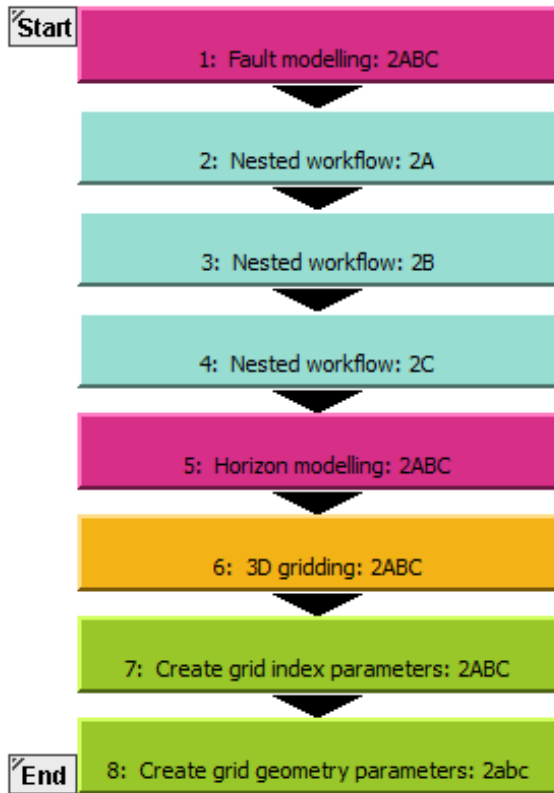 Start
1: Fault modelling: 2ABC
2: Nested workflow: 2A
3: Nested workflow: 2B
4: Nested workflow: 2C
5: Horizon modelling: 2ABC
6: 3D gridding: 2ABC
7: Create grid index parameters: 2ABC
End
8: Create grid geometry parameters: 2abc